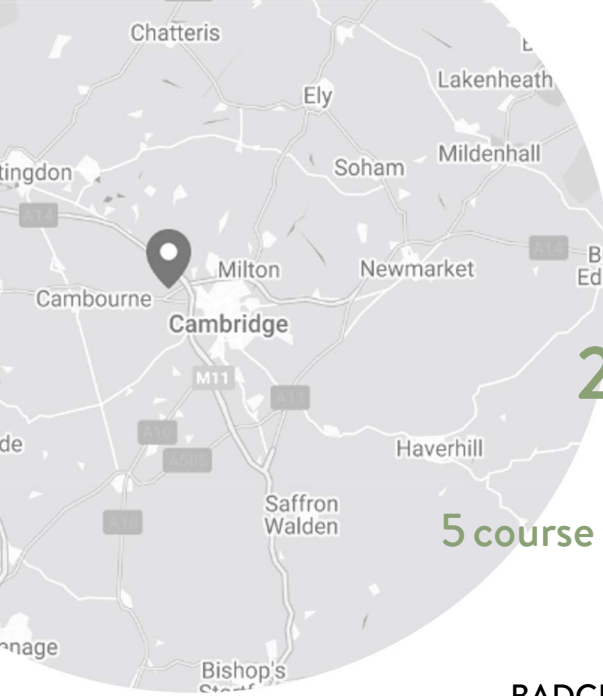 Chatteris
Lakenheath
Ely
Mildenhall
Soham
tingdon
A14
A14
Milton
Newmarket
Ed
Cambourne
Cambridge
2
M11
A11
A10
de
Haverhill
A505
Saffron
Walden
A10
5 course
enage
Bishop's